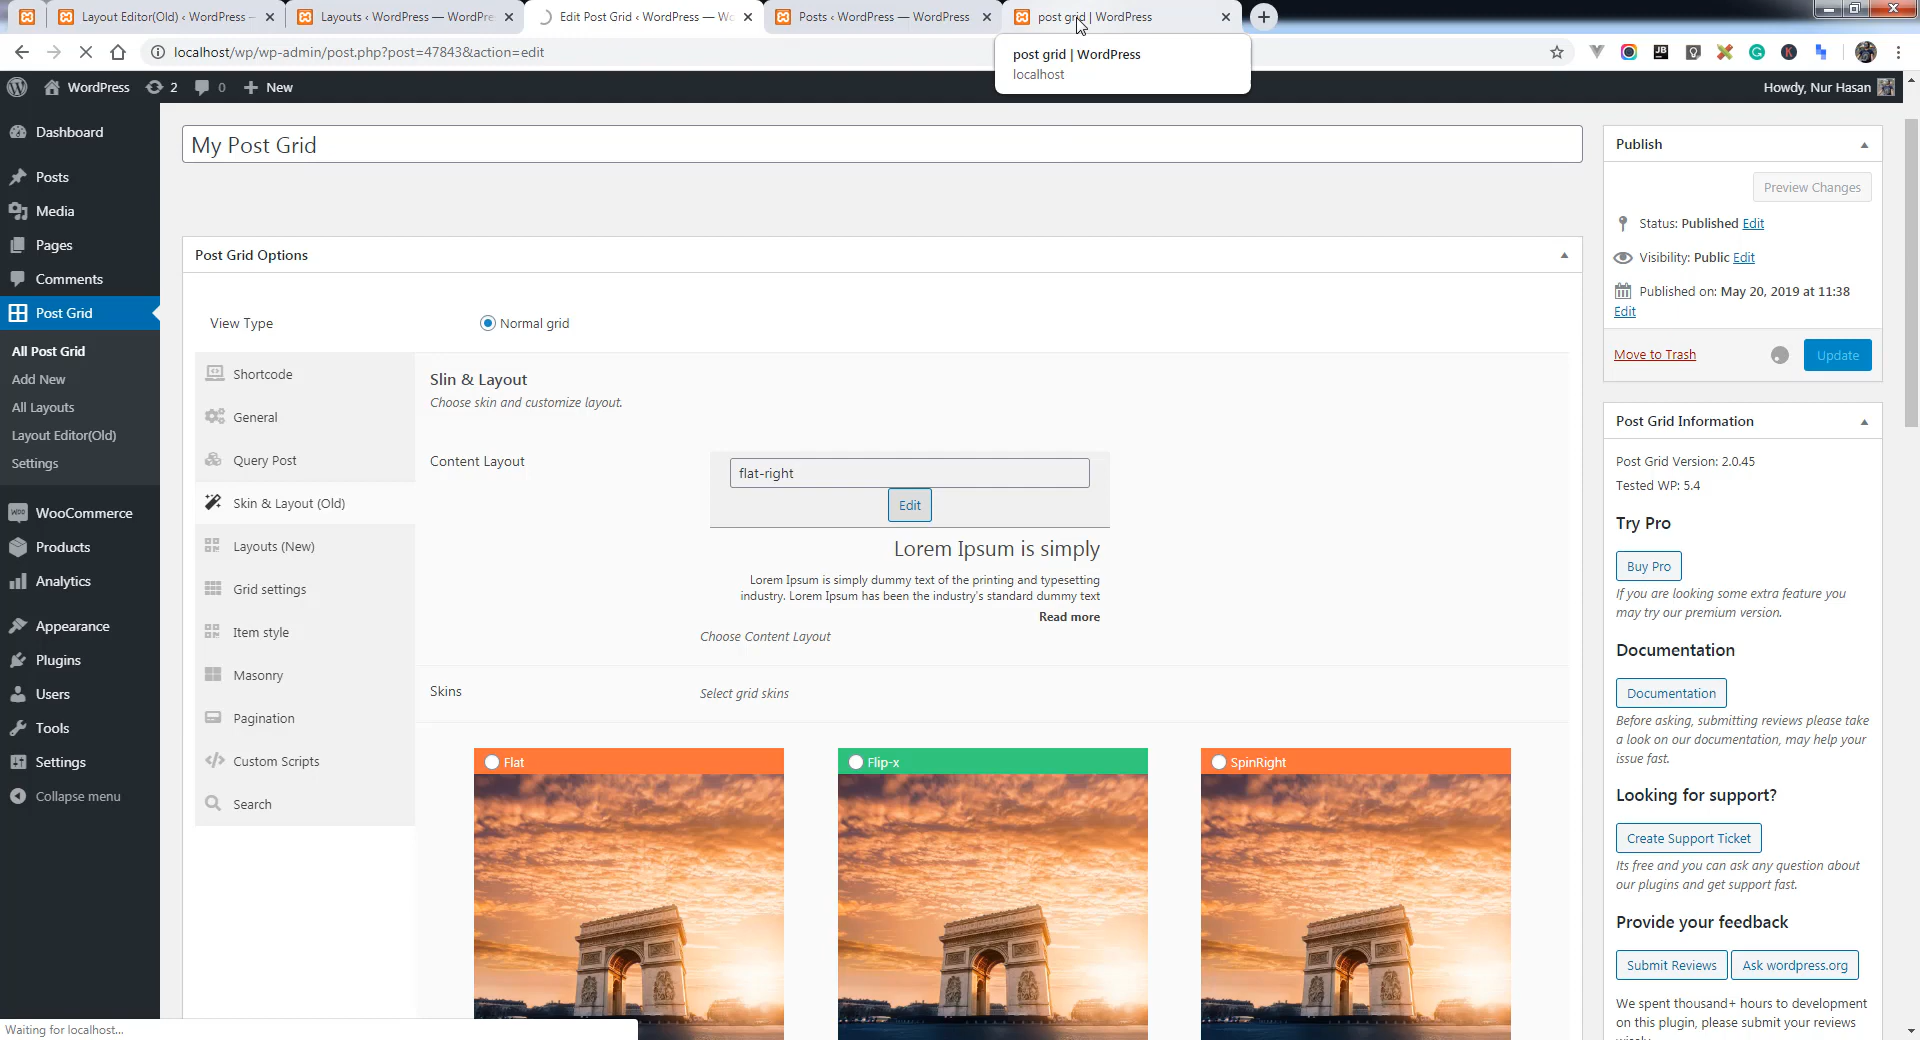 Layout Editor(Old) ‹ WordPress
Layouts ‹ WordPress — WordPre
Edit Post Grid ‹ WordPress — Wo
Posts ‹ WordPress — WordPress
post grid | WordPress
localhost/wp/wp-admin/post.php?post=47843&action=edit
post grid | WordPress
localhost
WordPress
2
0
New
Howdy, Nur Hasan
Dashboard
Posts
Media
Pages
Comments
Post Grid
All Post Grid
Add New
All Layouts
Layout Editor(Old)
Settings
WooCommerce
Products
Analytics
Appearance
Plugins
Users
Tools
Settings
Collapse menu
Waiting for localhost...
My Post Grid
Post Grid Options
View Type
Normal grid
Shortcode
General
Query Post
Skin & Layout (Old)
Layouts (New)
Grid settings
Item style
Masonry
Pagination
Custom Scripts
Search
Slin & Layout
Choose skin and customize layout.
Content Layout
flat-right
Edit
Lorem Ipsum is simply
Lorem Ipsum is simply dummy text of the printing and typesetting
industry. Lorem Ipsum has been the industry's standard dummy text
Read more
Choose Content Layout
Skins
Select grid skins
Flat
Flip-x
SpinRight
Publish
Preview Changes
Status: Published Edit
Visibility: Public Edit
Published on: May 20, 2019 at 11:38
Edit
Move to Trash
Update
Post Grid Information
Post Grid Version: 2.0.45
Tested WP: 5.4
Try Pro
Buy Pro
If you are looking some extra feature you
may try our premium version.
Documentation
Documentation
Before asking, submitting reviews please take
a look on our documentation, may help your
issue fast.
Looking for support?
Create Support Ticket
Its free and you can ask any question about
our plugins and get support fast.
Provide your feedback
Submit Reviews
Ask wordpress.org
We spent thousand+ hours to development
on this plugin, please submit your reviews